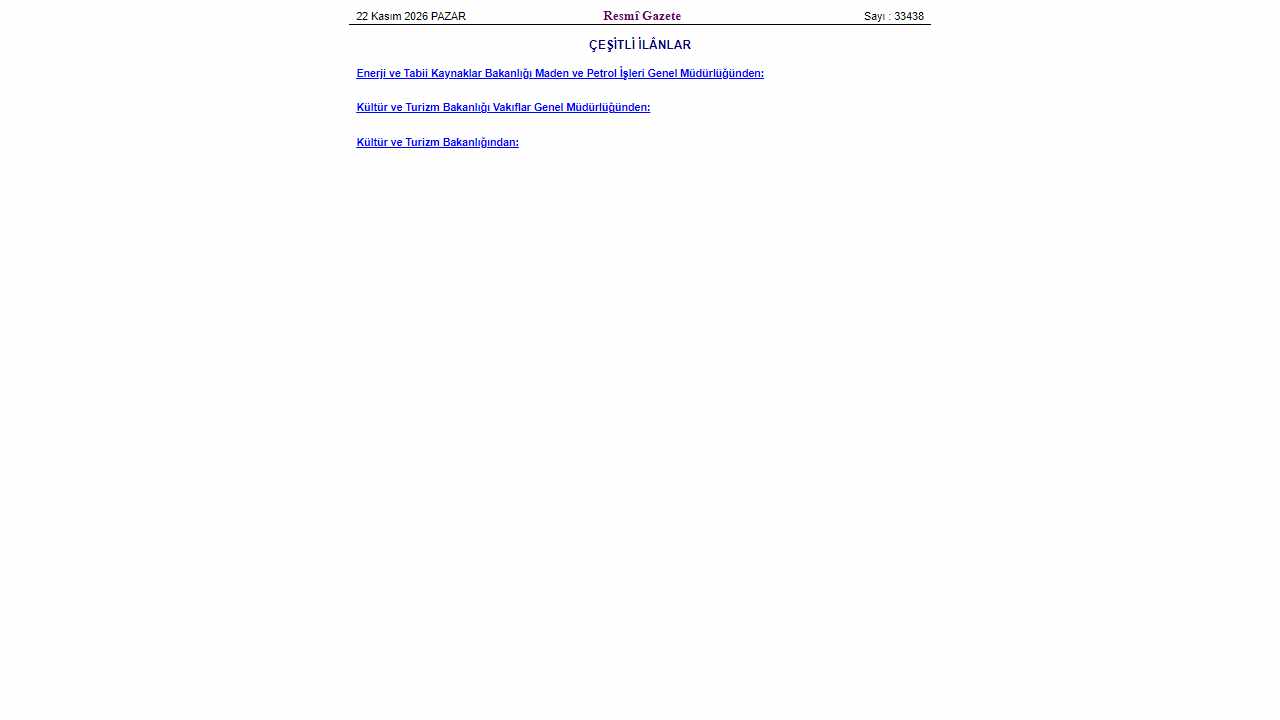 22 Kasım 2026 PAZAR Resmî Gazete Sayı : 33438
ÇEŞİTLİ İLÂNLAR
Enerji ve Tabii Kaynaklar Bakanlığı Maden ve Petrol İşleri Genel Müdürlüğünden:
Kültür ve Turizm Bakanlığı Vakıflar Genel Müdürlüğünden:
Kültür ve Turizm Bakanlığından: